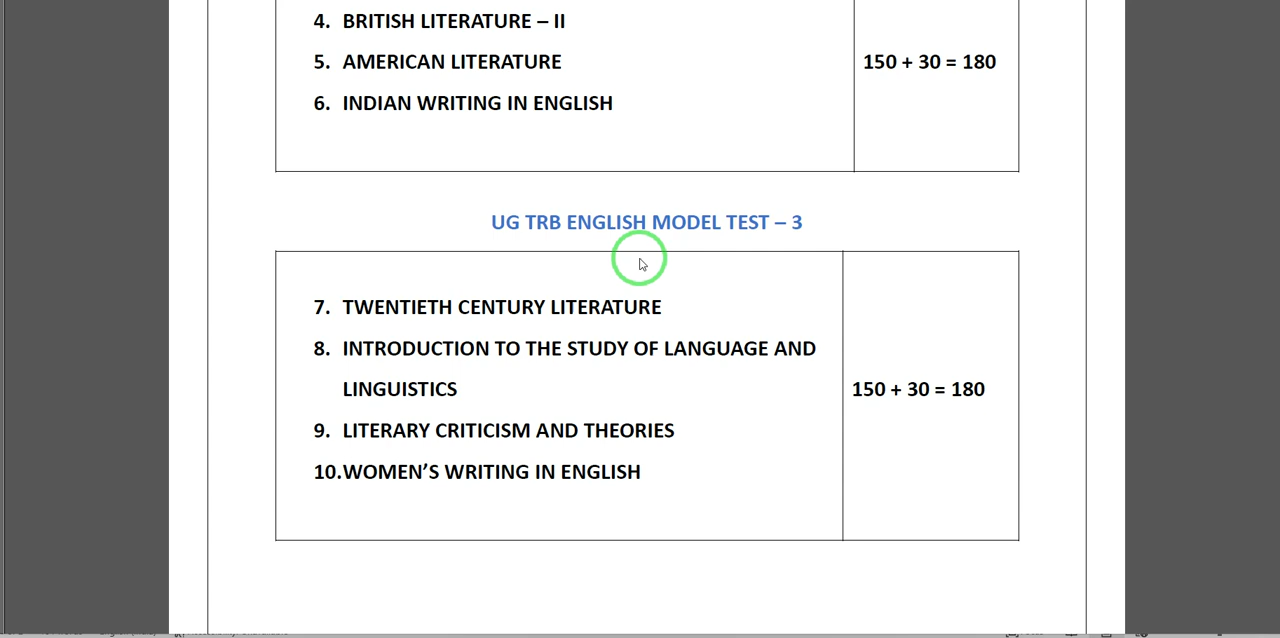 4. BRITISH LITERATURE – II
5. AMERICAN LITERATURE
150 + 30 = 180
6. INDIAN WRITING IN ENGLISH
UG TRB ENGLISH MODEL TEST – 3
7. TWENTIETH CENTURY LITERATURE
8. INTRODUCTION TO THE STUDY OF LANGUAGE AND
LINGUISTICS
150 + 30 = 180
9. LITERARY CRITICISM AND THEORIES
10.WOMEN’S WRITING IN ENGLISH